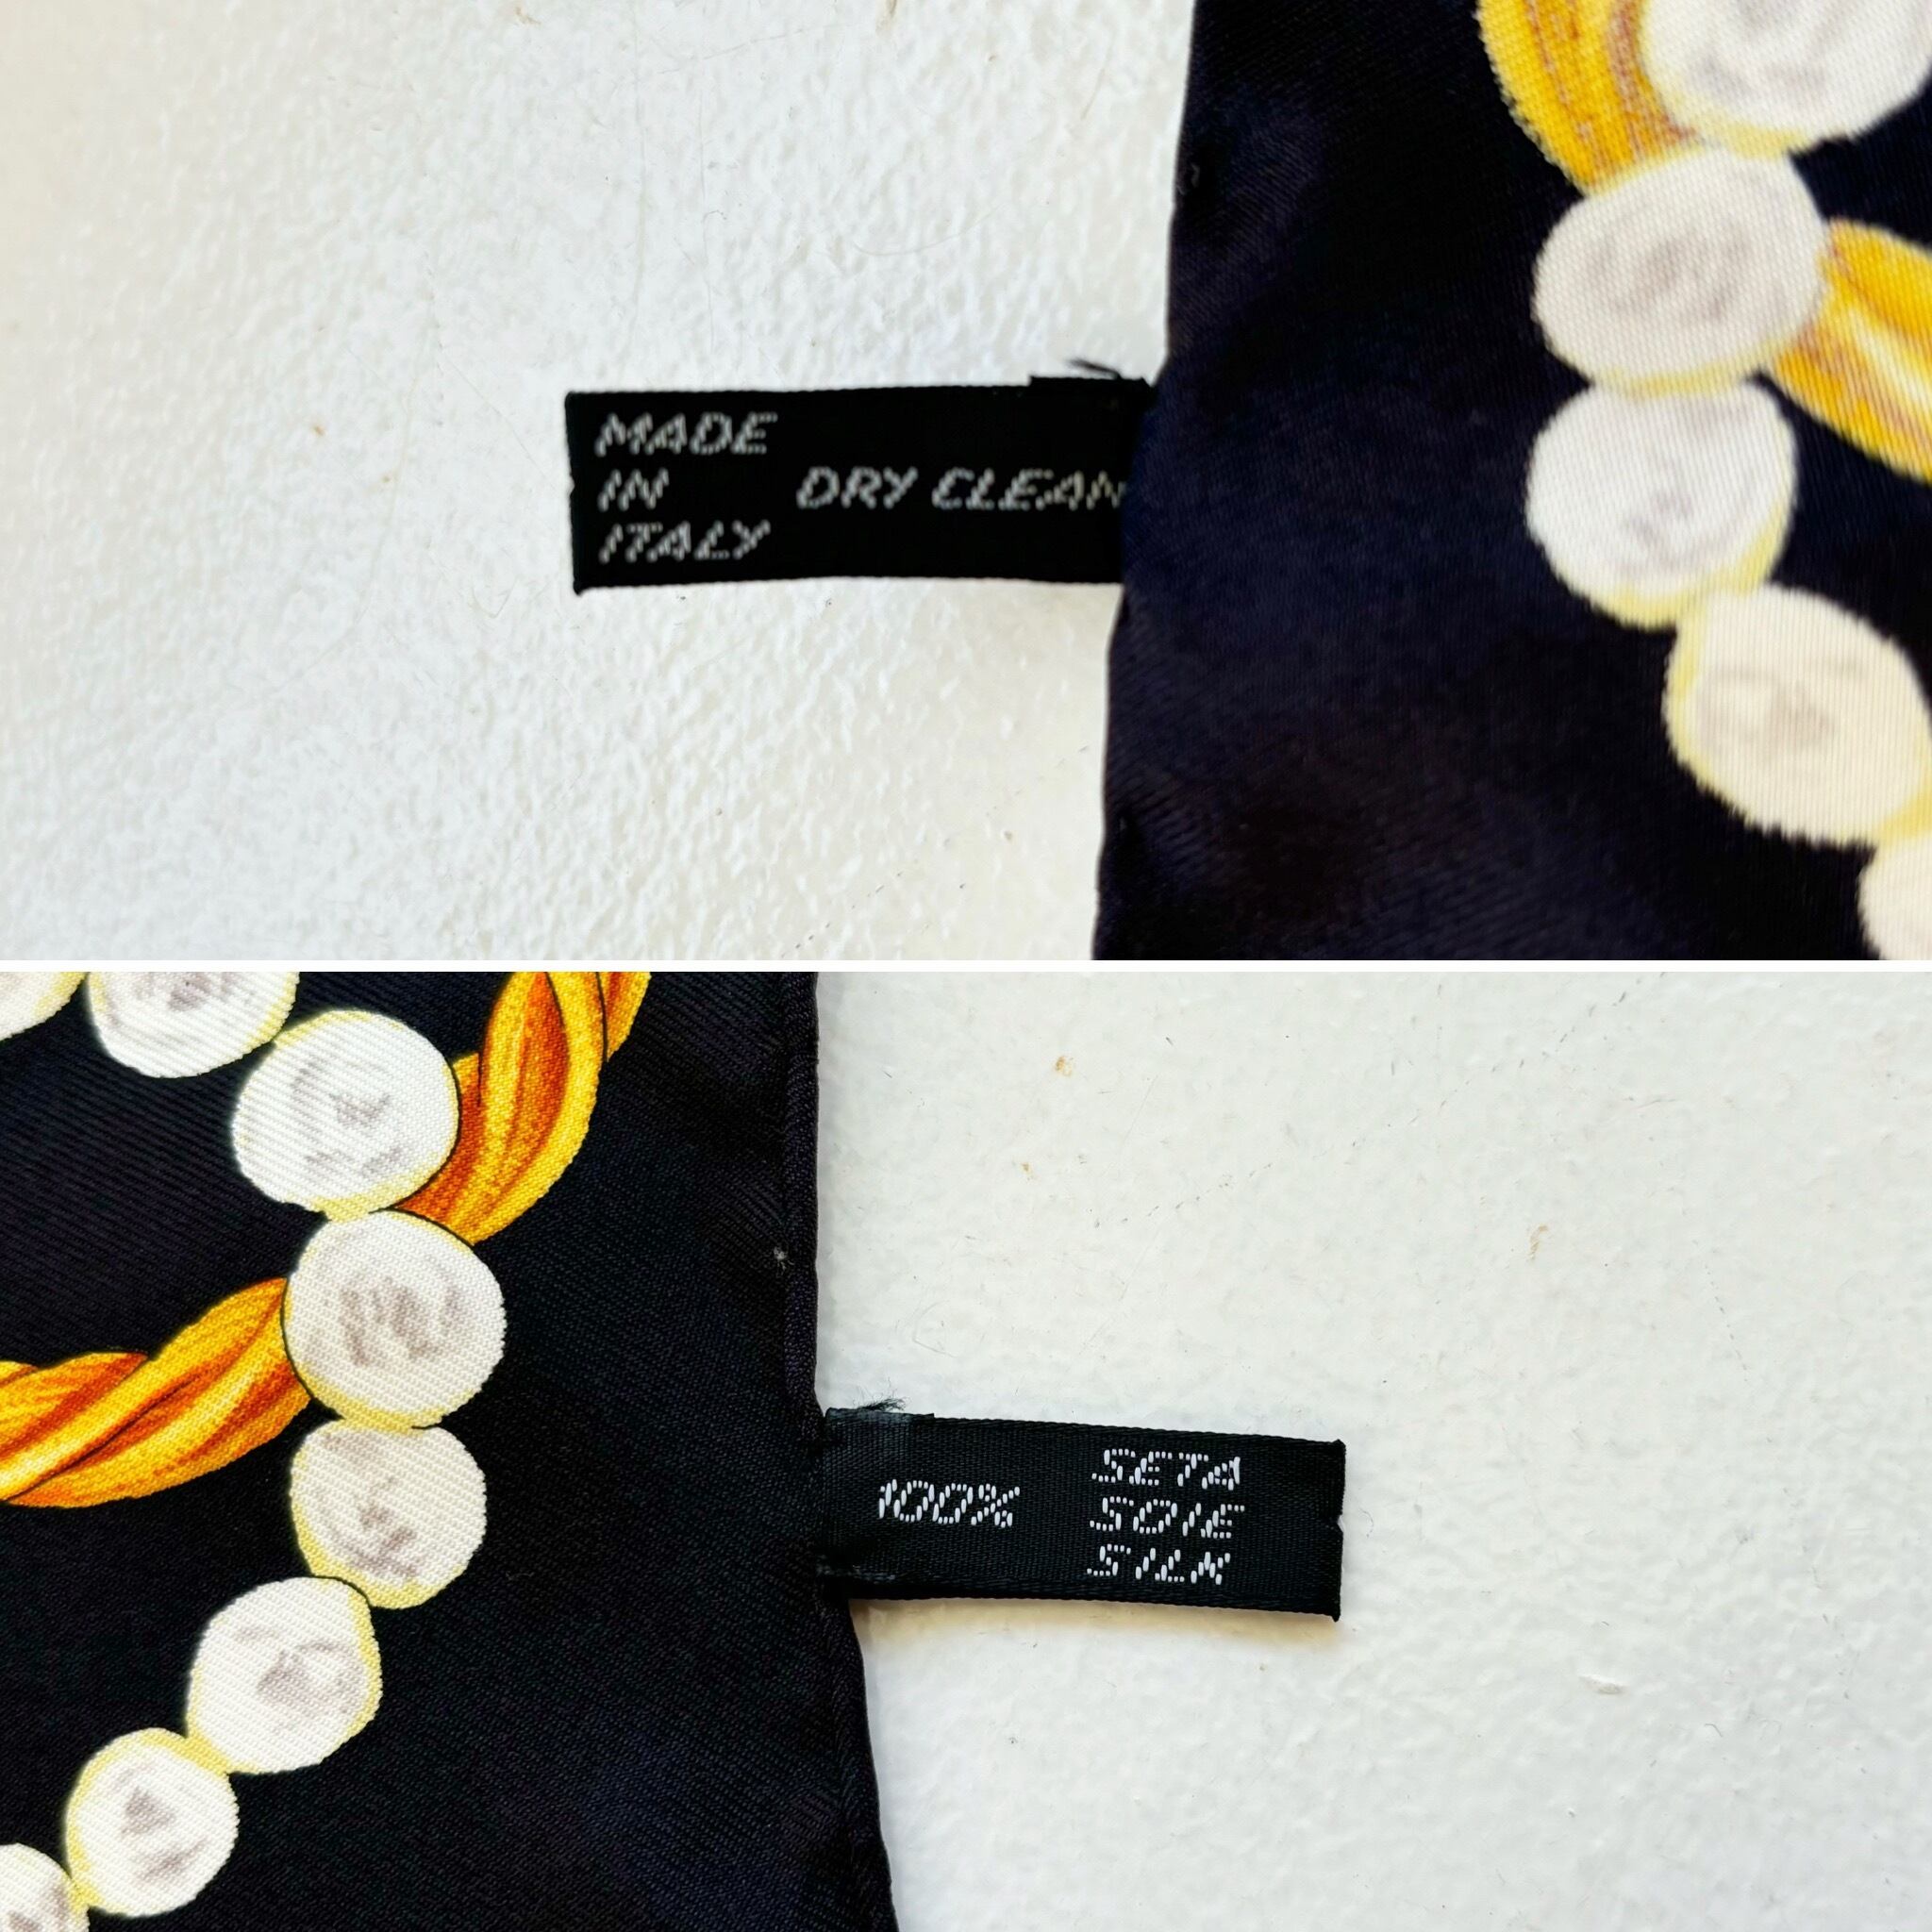 MADE
IN
ITALY
DRY CLEAN
100%
SETA
SOIE
SILK